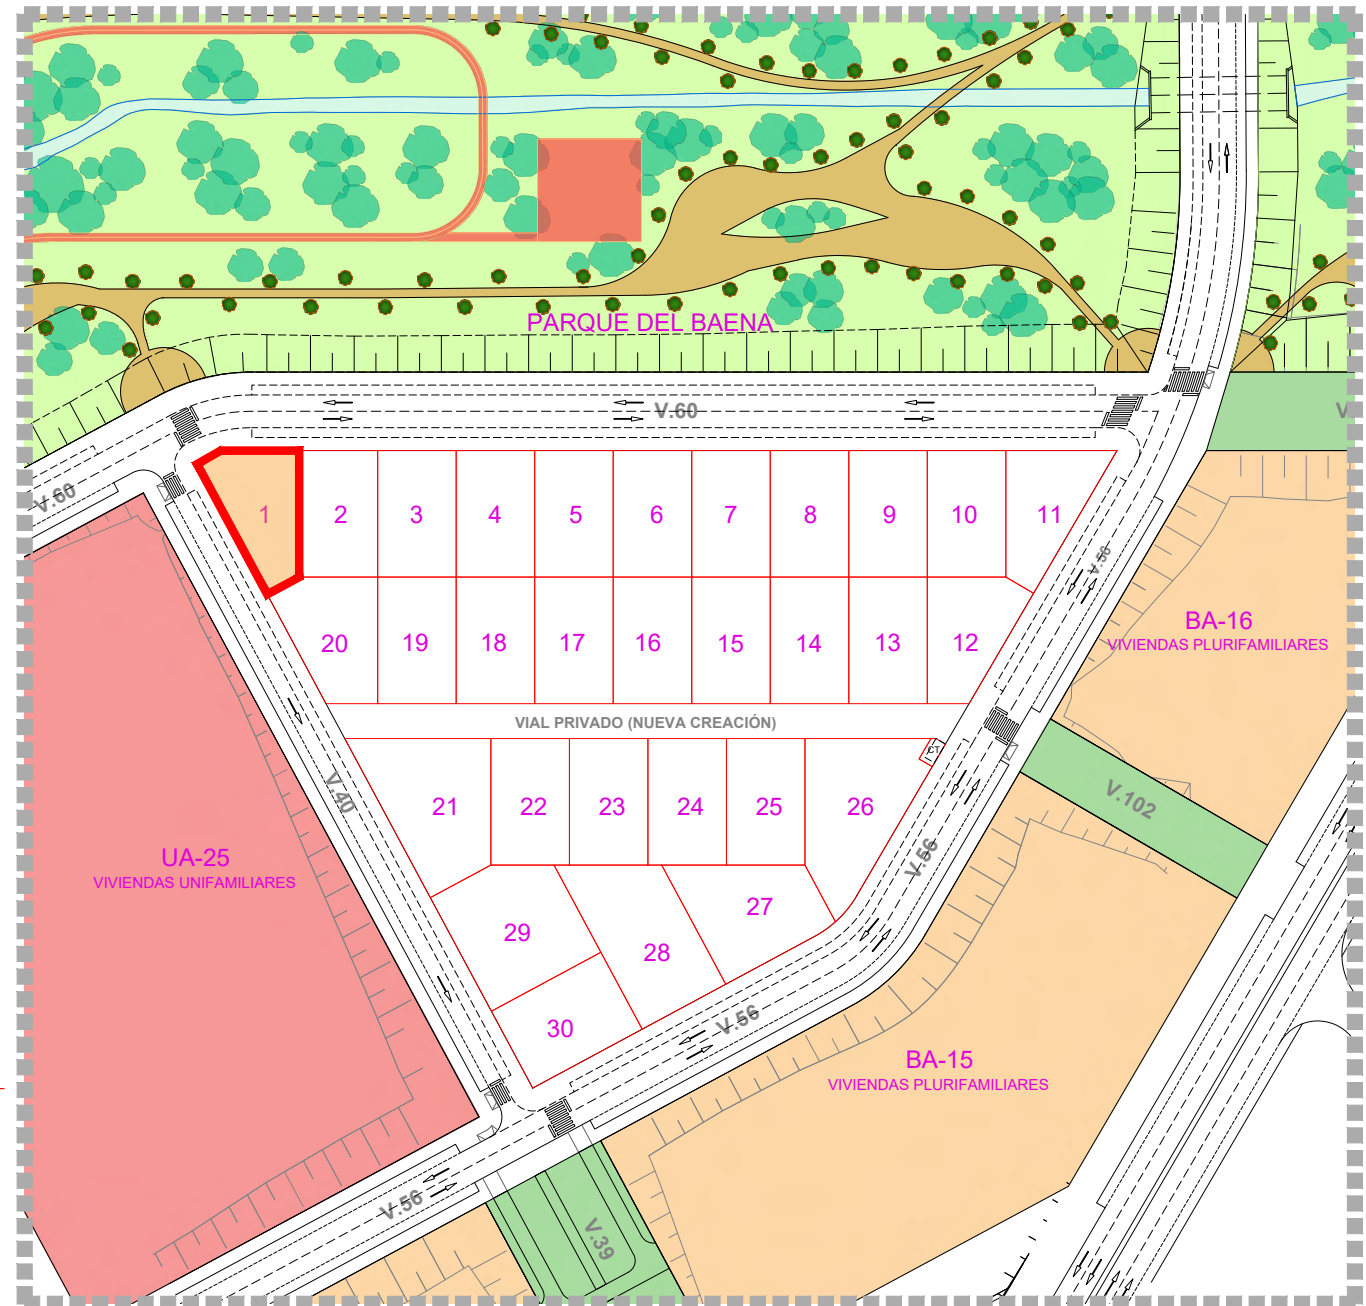 PARQUE DEL BAENA
V.60
V
V.60
1
2
3
4
5
6
7
8
9
10
11
V.56
20
19
18
17
16
15
14
13
12
BA-16
VIVIENDAS PLURIFAMILIARES
VIAL PRIVADO (NUEVA CREACIÓN)
CT
V.40
21
22
23
24
25
26
V.102
UA-25
VIVIENDAS UNIFAMILIARES
V.56
29
28
27
30
V.56
BA-15
VIVIENDAS PLURIFAMILIARES
V.56
V.39